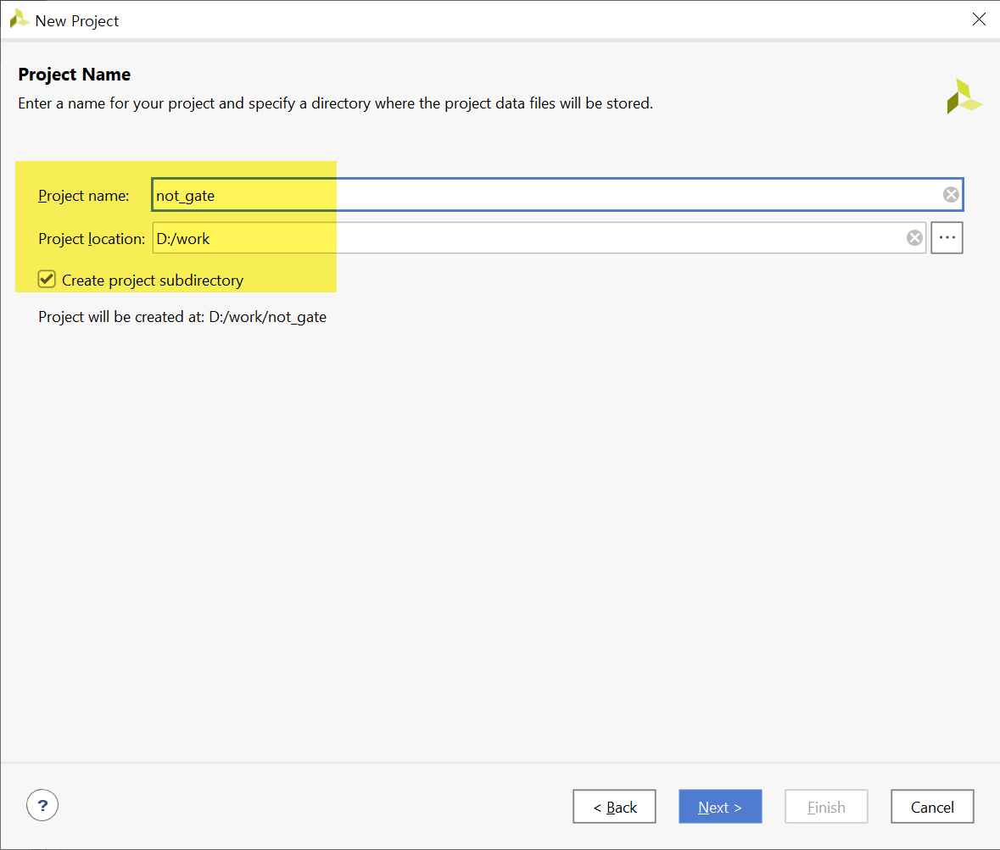 New Project
Project Name
Enter a name for your project and specify a directory where the project data files will be stored.
Project name: not_gate
Project location: D:/work ...
Create project subdirectory
Project will be created at: D:/work/not_gate
? < Back Next > Finish Cancel